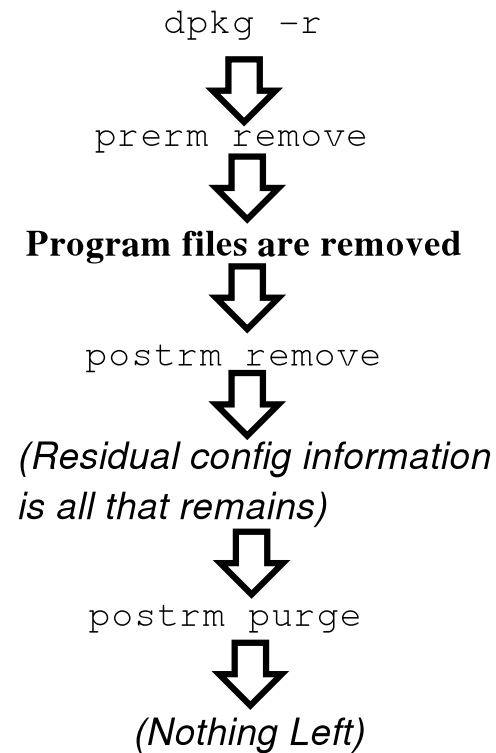 dpkg -r
prerm remove
Program files are removed
postrm remove
(Residual config information
is all that remains)
postrm purge
(Nothing Left)